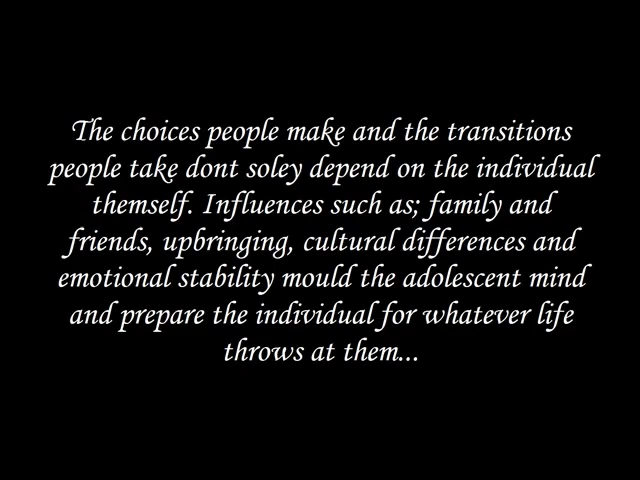 The choices people make and the transitions
people take dont soley depend on the individual
themself. Influences such as; family and
friends, upbringing, cultural differences and
emotional stability mould the adolescent mind
and prepare the individual for whatever life
throws at them...